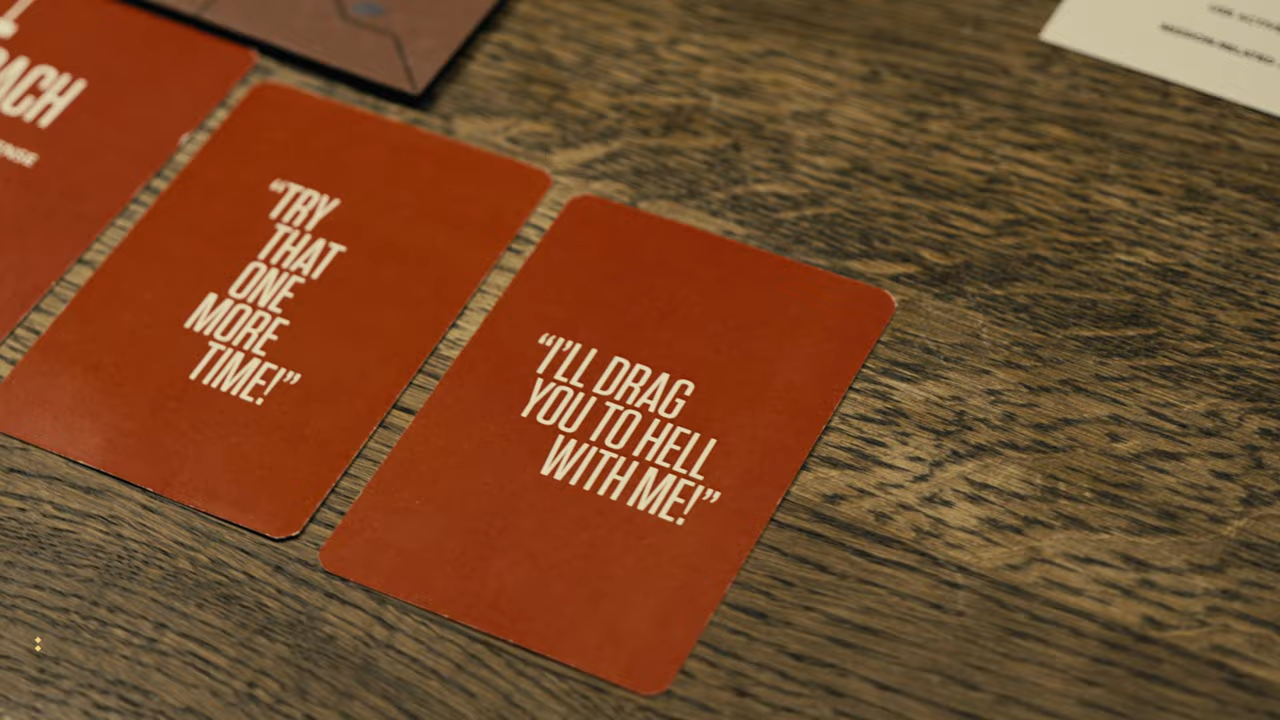 “TRY
THAT
ONE
MORE
TIME!”
“I’LL DRAG
YOU TO HELL
WITH ME!”